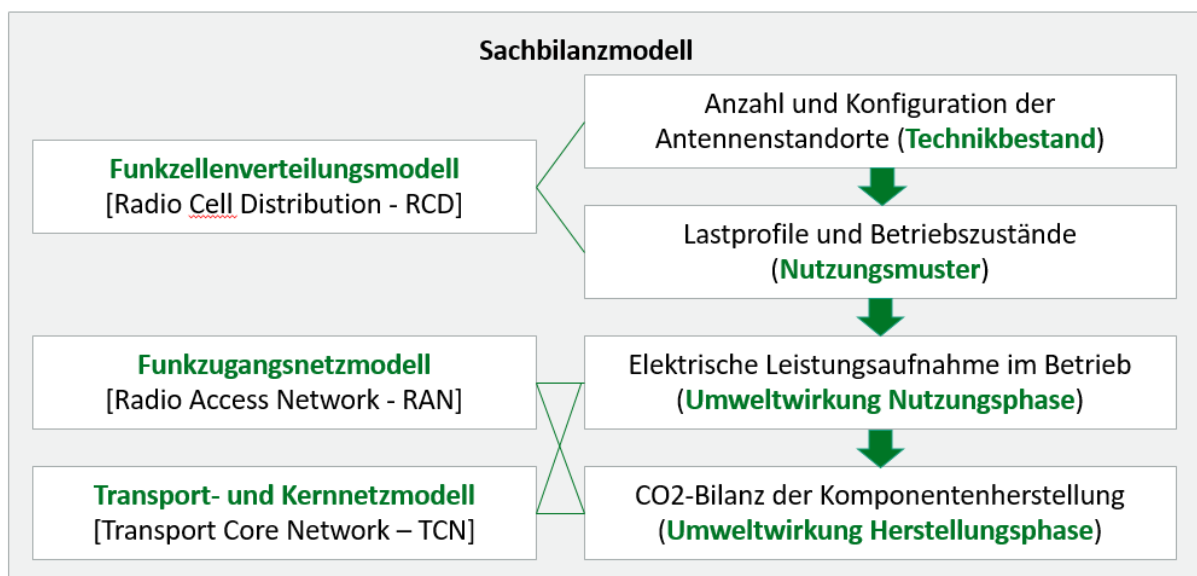 Sachbilanzmodell
Funkzellenverteilungsmodell
[Radio Cell Distribution - RCD]
Anzahl und Konfiguration der
Antennenstandorte (Technikbestand)
Lastprofile und Betriebszustände
(Nutzungsmuster)
Funkzugangsnetzmodell
[Radio Access Network - RAN]
Elektrische Leistungsaufnahme im Betrieb
(Umweltwirkung Nutzungsphase)
Transport- und Kernnetzmodell
[Transport Core Network – TCN]
CO2-Bilanz der Komponentenherstellung
(Umweltwirkung Herstellungsphase)